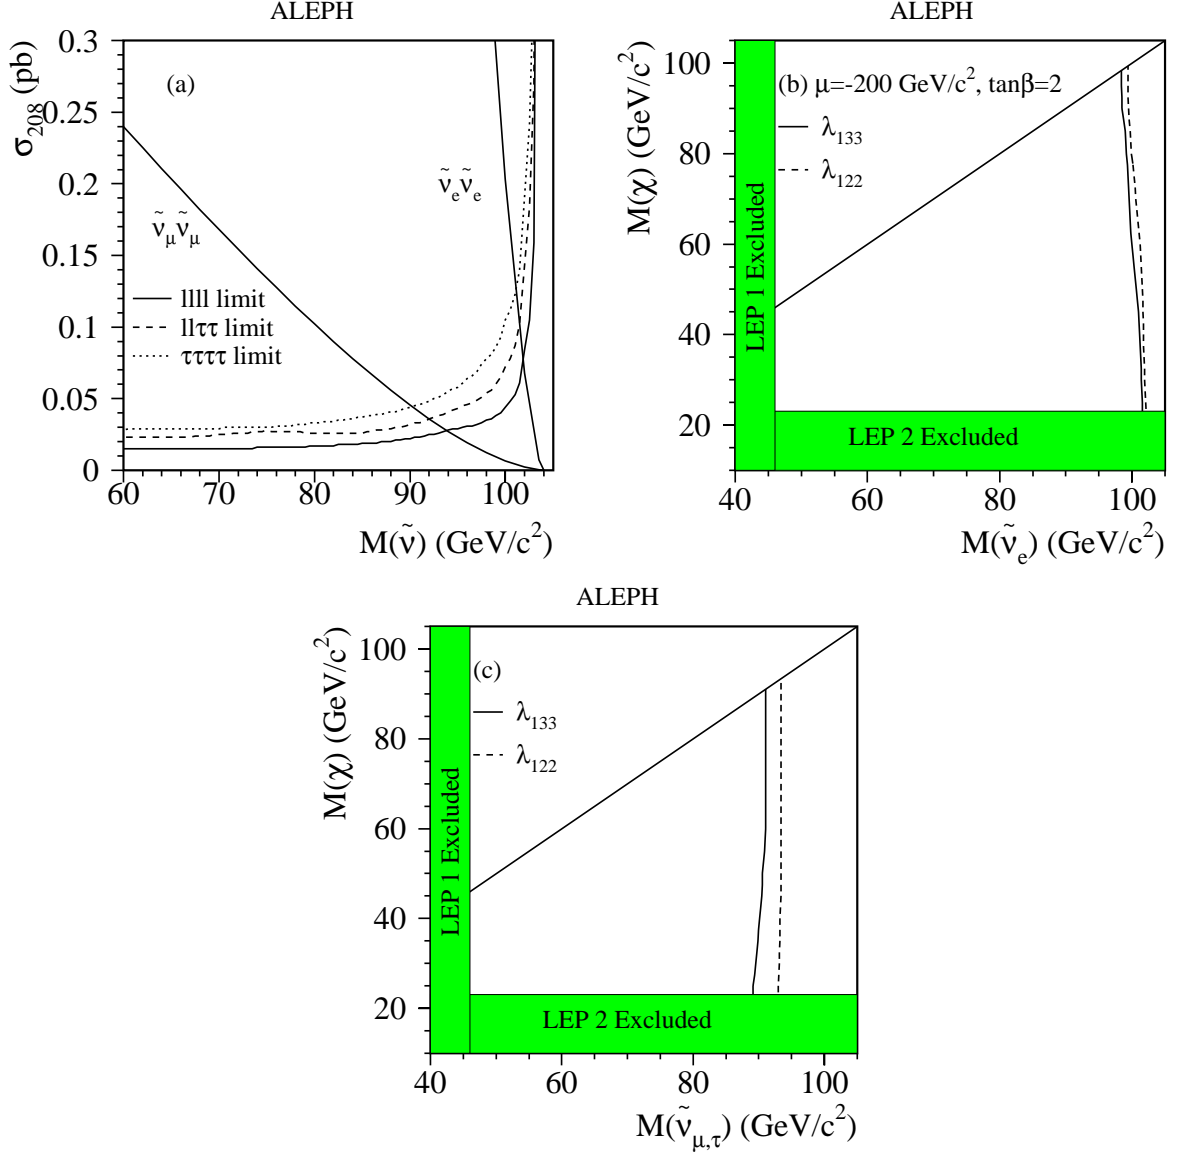 ALEPH
σ₂₀₈ (pb)
(a)
ν̃ₑν̃ₑ
ν̃_μν̃_μ
llll limit
llττ limit
ττττ limit
0.3
0.25
0.2
0.15
0.1
0.05
0
60 70 80 90 100
M(ν̃) (GeV/c²)
ALEPH
M(χ) (GeV/c²)
(b) μ=-200 GeV/c², tanβ=2
λ₁₃₃
λ₁₂₂
LEP 1 Excluded
LEP 2 Excluded
100
80
60
40
20
40 60 80 100
M(ν̃ₑ) (GeV/c²)
ALEPH
M(χ) (GeV/c²)
(c)
λ₁₃₃
λ₁₂₂
LEP 1 Excluded
LEP 2 Excluded
100
80
60
40
20
40 60 80 100
M(ν̃_μ,τ) (GeV/c²)